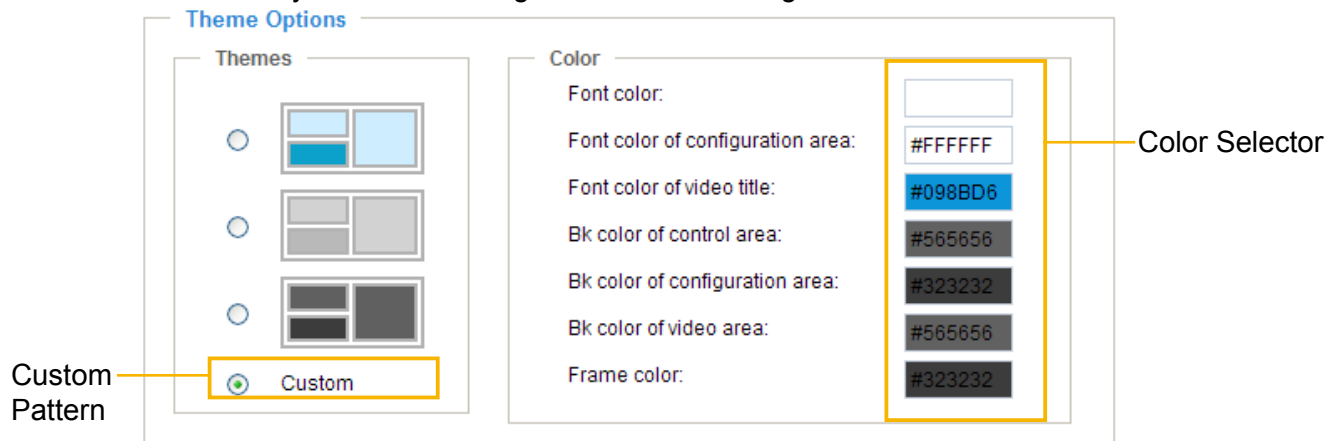 Theme Options
Themes
Custom
Color
Font color:
Font color of configuration area: #FFFFFF
Font color of video title: #098BD6
Bk color of control area: #565656
Bk color of configuration area: #323232
Bk color of video area: #565656
Frame color: #323232
Color Selector
Custom
Pattern